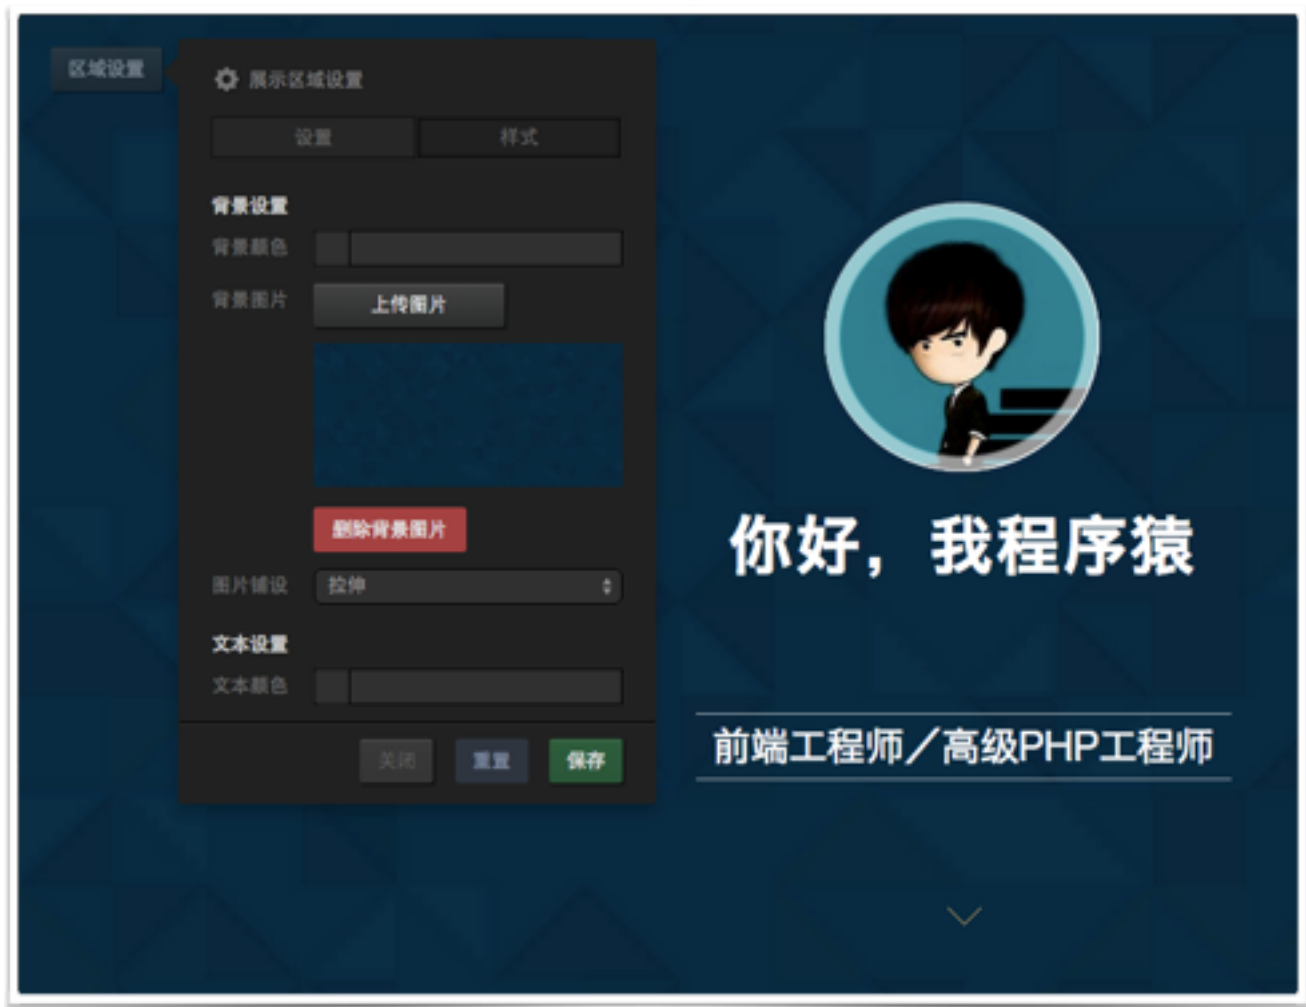 区域设置
展示区域设置
设置 样式
背景设置
背景颜色
背景图片 上传图片
删除背景图片
图片铺设 拉伸
文本设置
文本颜色
关闭 重置 保存
你好，我程序猿
前端工程师／高级PHP工程师